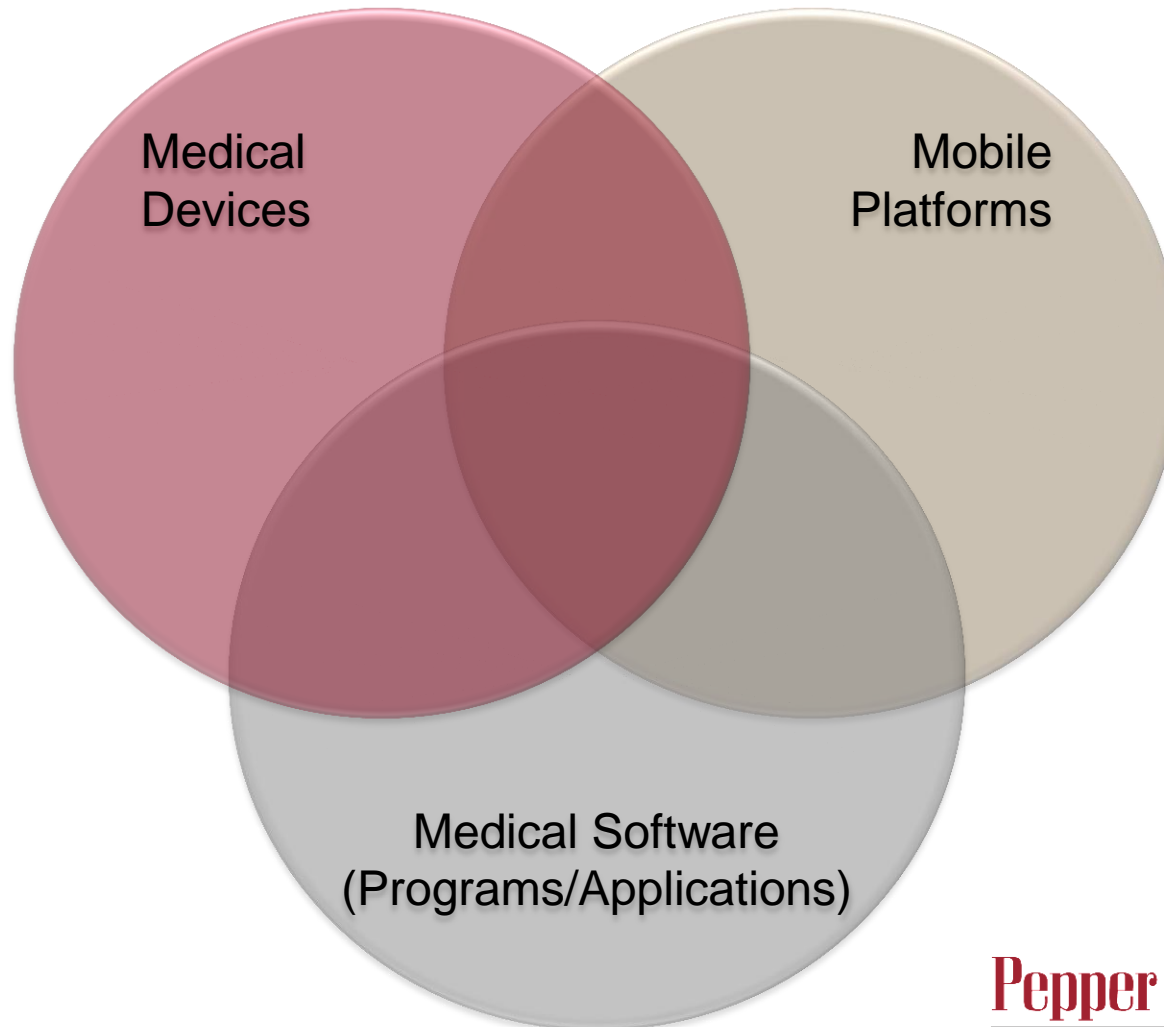 Medical
Devices
Mobile
Platforms
Medical Software
(Programs/Applications)
Pepper